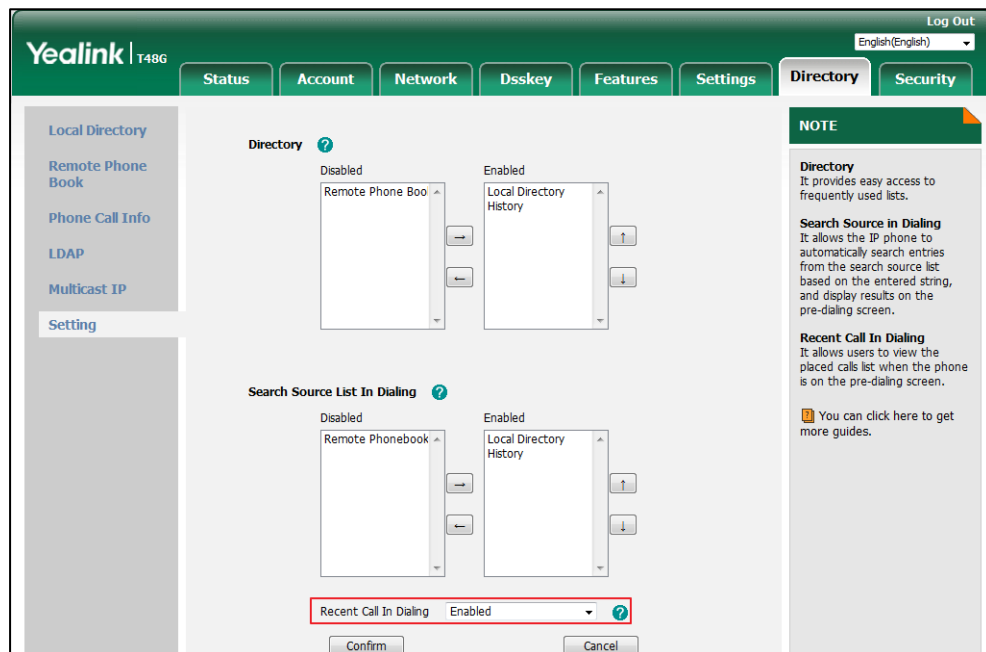 Log Out
English(English)
Yealink | T48G
Status Account Network Dsskey Features Settings Directory Security
Local Directory
Remote Phone
Book
Phone Call Info
LDAP
Multicast IP
Setting
Directory ?
Disabled Enabled
Remote Phone Boo
Local Directory
History
→ ↑
← ↓
Search Source List In Dialing ?
Disabled Enabled
Remote Phonebook
Local Directory
History
→ ↑
← ↓
Recent Call In Dialing Enabled ?
Confirm Cancel
NOTE
Directory
It provides easy access to
frequently used lists.
Search Source in Dialing
It allows the IP phone to
automatically search entries
from the search source list
based on the entered string,
and display results on the
pre-dialing screen.
Recent Call In Dialing
It allows users to view the
placed calls list when the phone
is on the pre-dialing screen.
? You can click here to get
more guides.